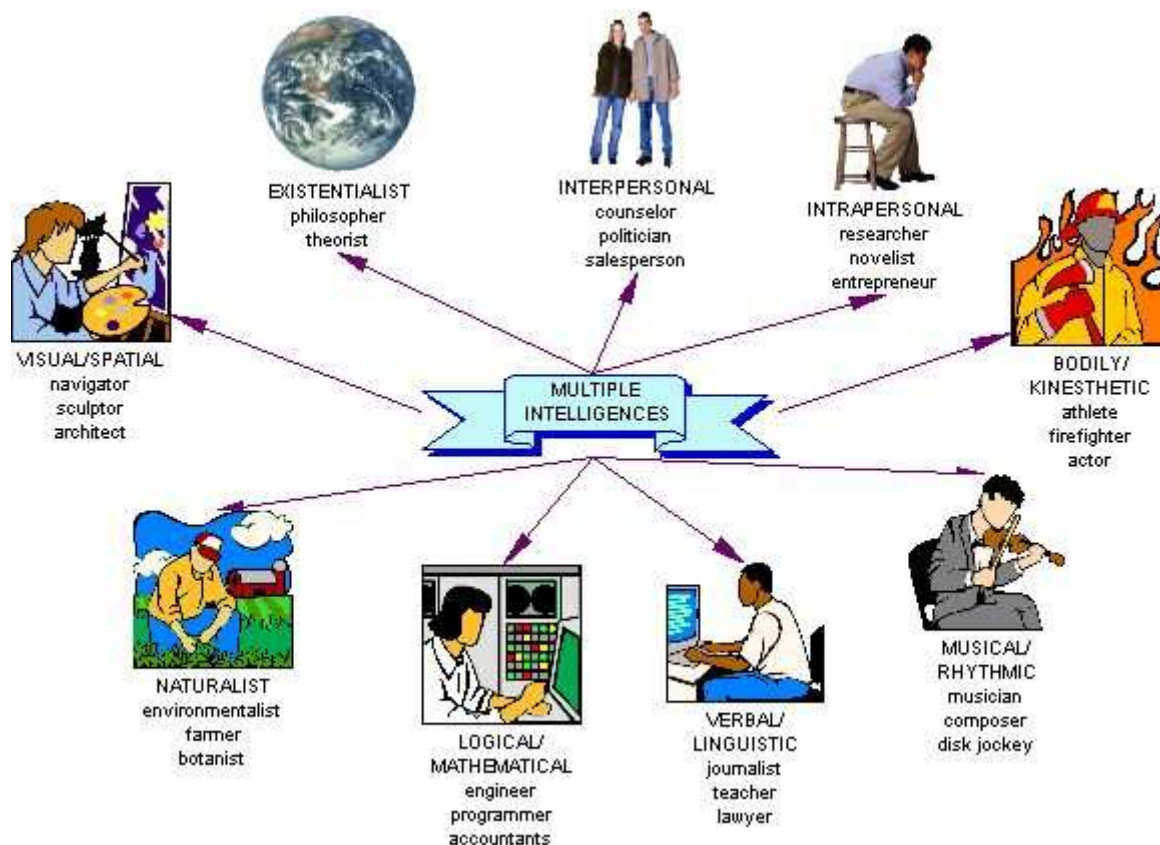 EXISTENTIALIST
philosopher
theorist
INTERPERSONAL
counselor
politician
salesperson
INTRAPERSONAL
researcher
novelist
entrepreneur
VISUAL/SPATIAL
navigator
sculptor
architect
MULTIPLE
INTELLIGENCES
BODILY/
KINESTHETIC
athlete
firefighter
actor
NATURALIST
environmentalist
farmer
botanist
LOGICAL/
MATHEMATICAL
engineer
programmer
accountants
VERBAL/
LINGUISTIC
journalist
teacher
lawyer
MUSICAL/
RHYTHMIC
musician
composer
disk jockey